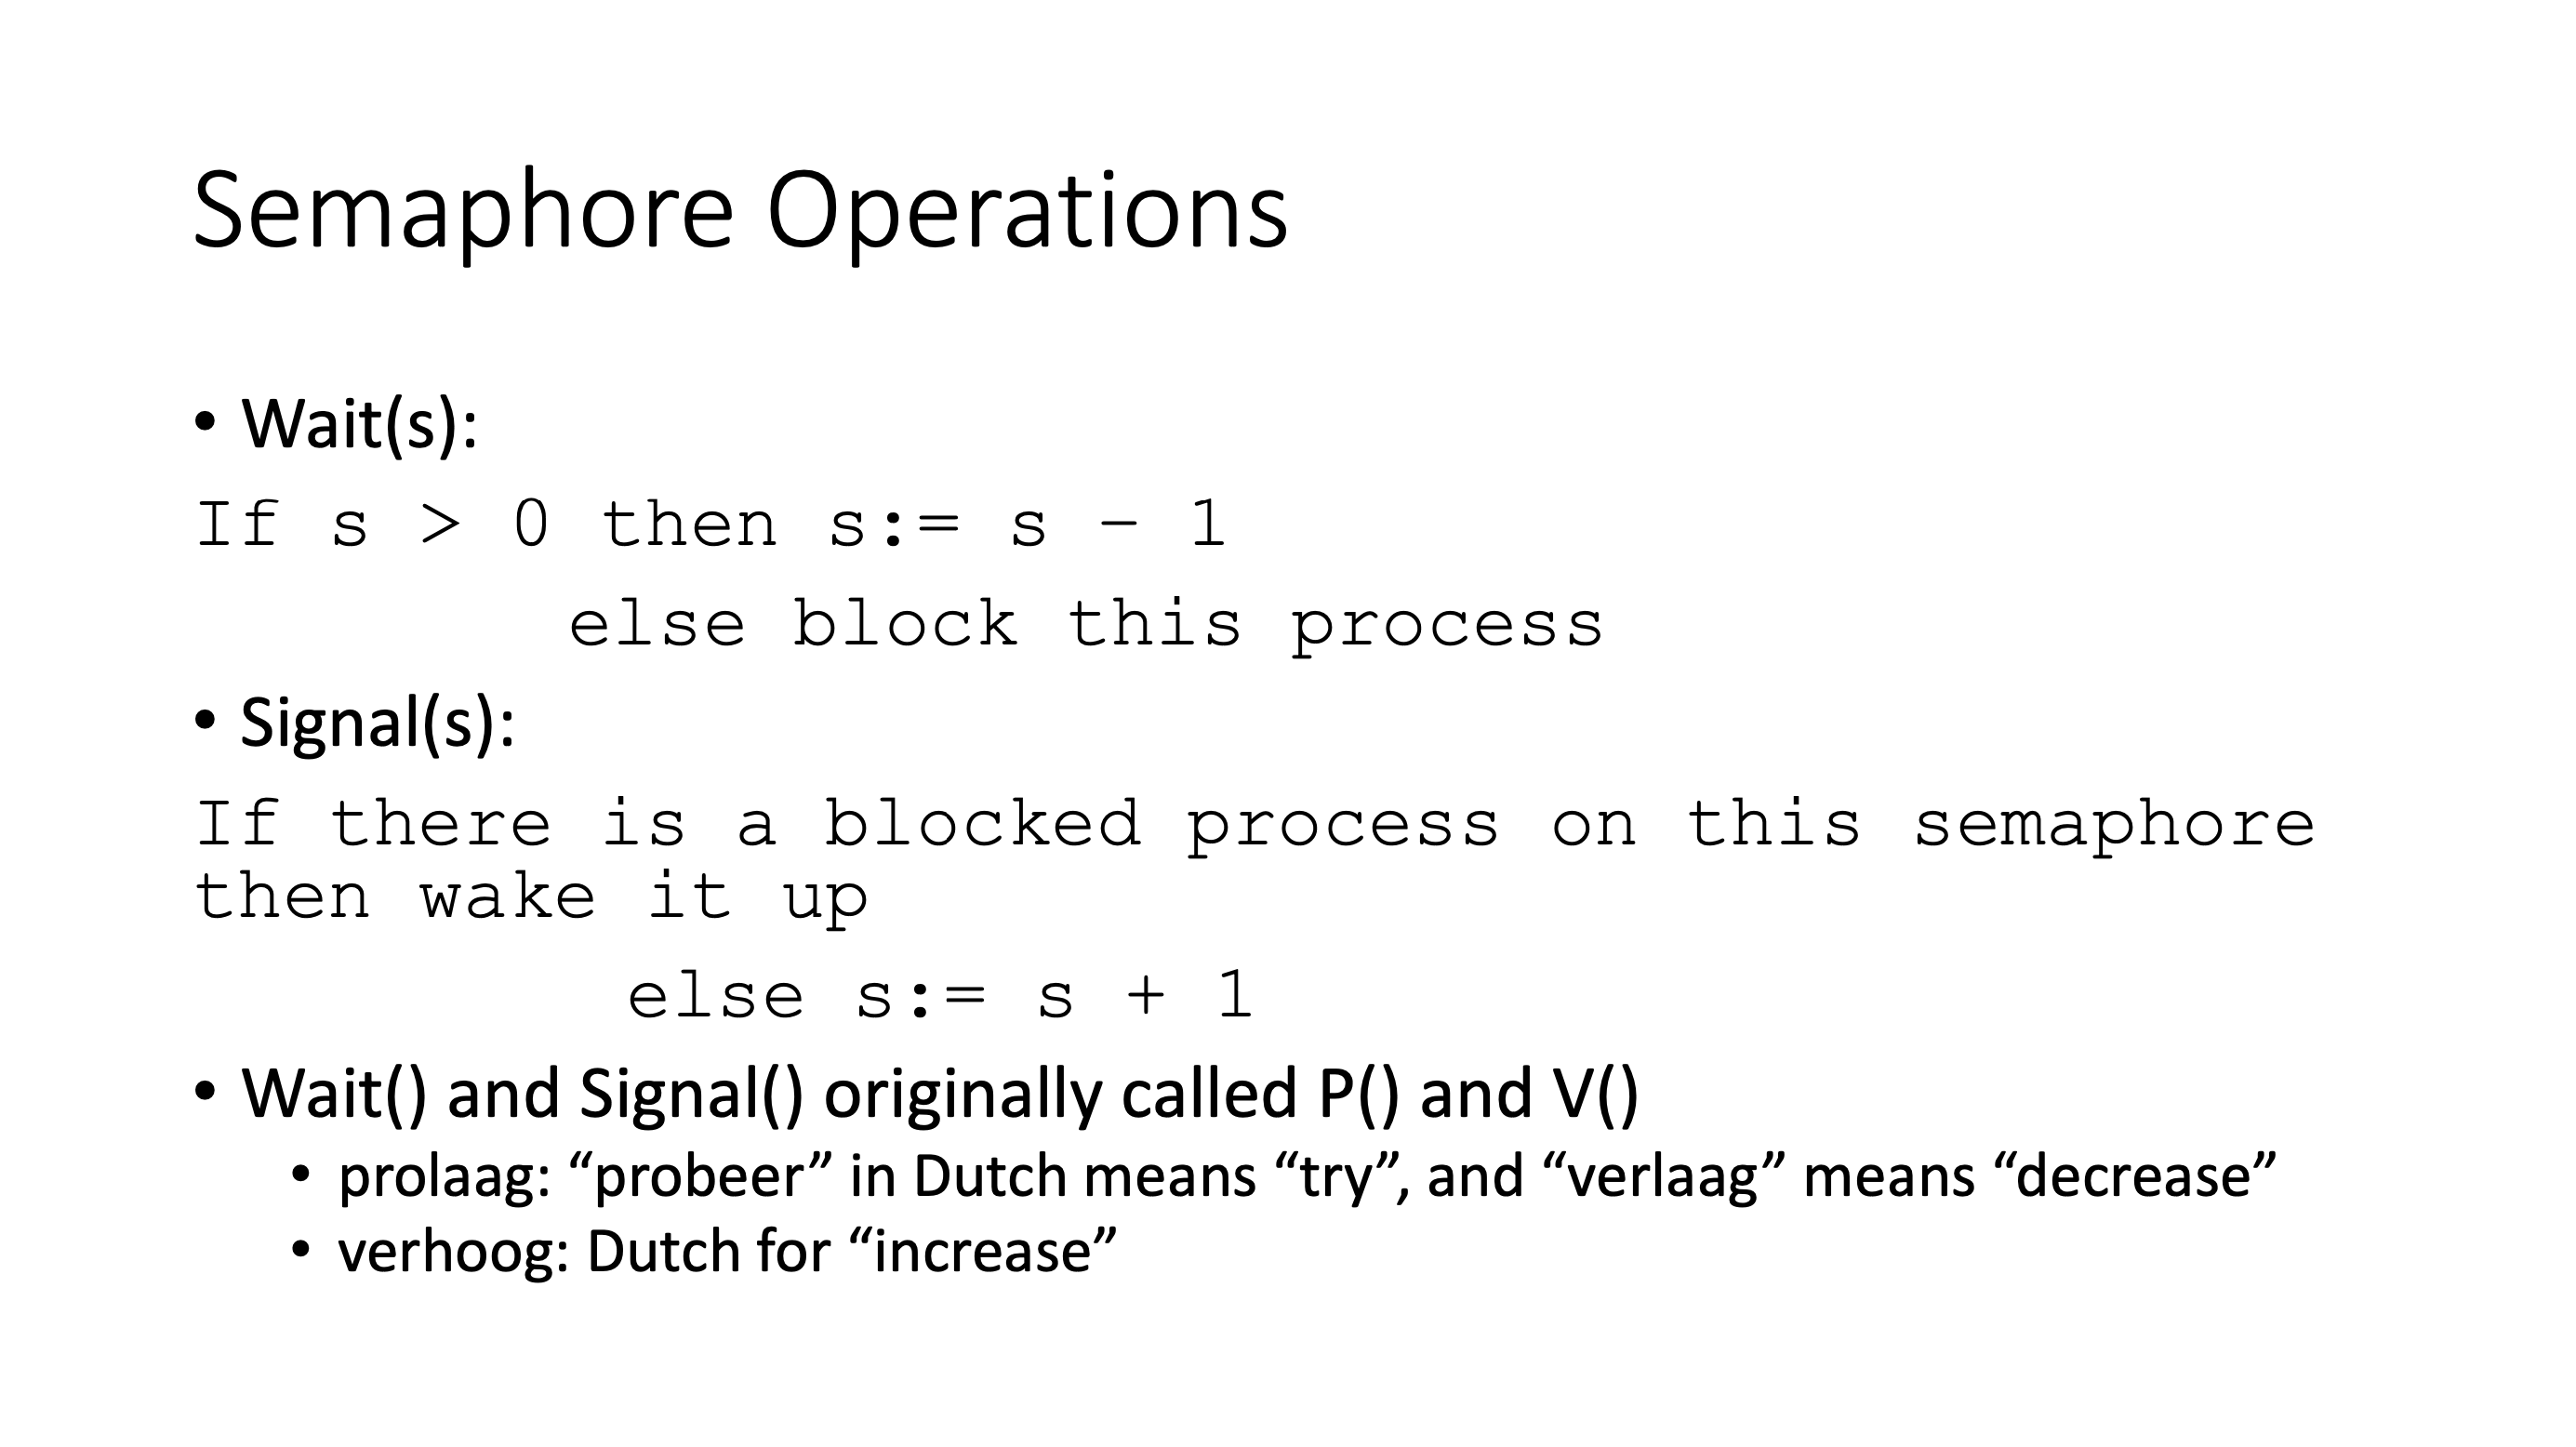 Semaphore Operations
• Wait(s):
If s > 0 then s:= s – 1
else block this process
• Signal(s):
If there is a blocked process on this semaphore
then wake it up
else s:= s + 1
• Wait() and Signal() originally called P() and V()
• prolaag: “probeer” in Dutch means “try”, and “verlaag” means “decrease”
• verhoog: Dutch for “increase”